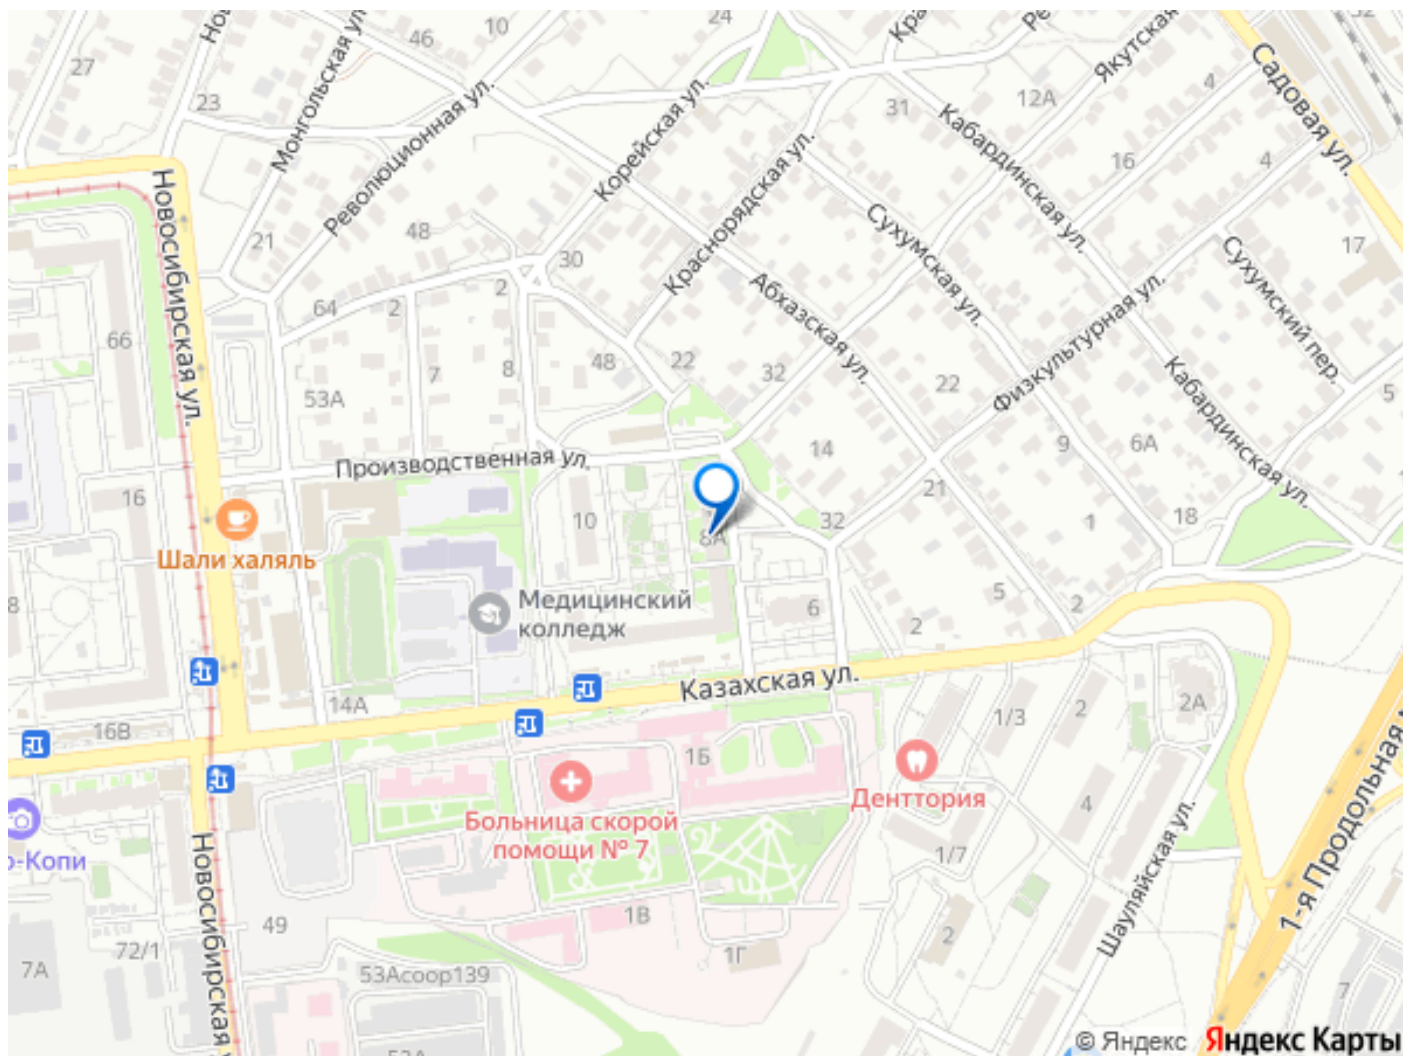 24
10
46
27
23
Монгольская ул.
Революционная ул.
Корейская ул.
Якутская
Садовая ул.
4
12А
31
Кабардинская ул.
16
4
Краснорядская ул.
Сухумская ул.
17
Сухумский пер.
Новосибирская ул.
21
48
30
Абхазская ул.
Физкультурная ул.
64
2
2
66
48
22
32
22
Кабардинская ул.
5
7
8
53А
14
9
6А
Производственная ул.
16
10
21
1
18
32
8А
Шали халяль
Медицинский
колледж
6
5
2
2
Казахская ул.
14А
16В
1/3
2
2А
1Б
Денттория
4
Больница скорой
помощи № 7
о-Копи
1/7
Шауляйская ул.
1-я Продольная
Новосибирская
49
1В
1Г
2
72/1
7А
53Асоор139
7
53А
© Яндекс Яндекс Карты